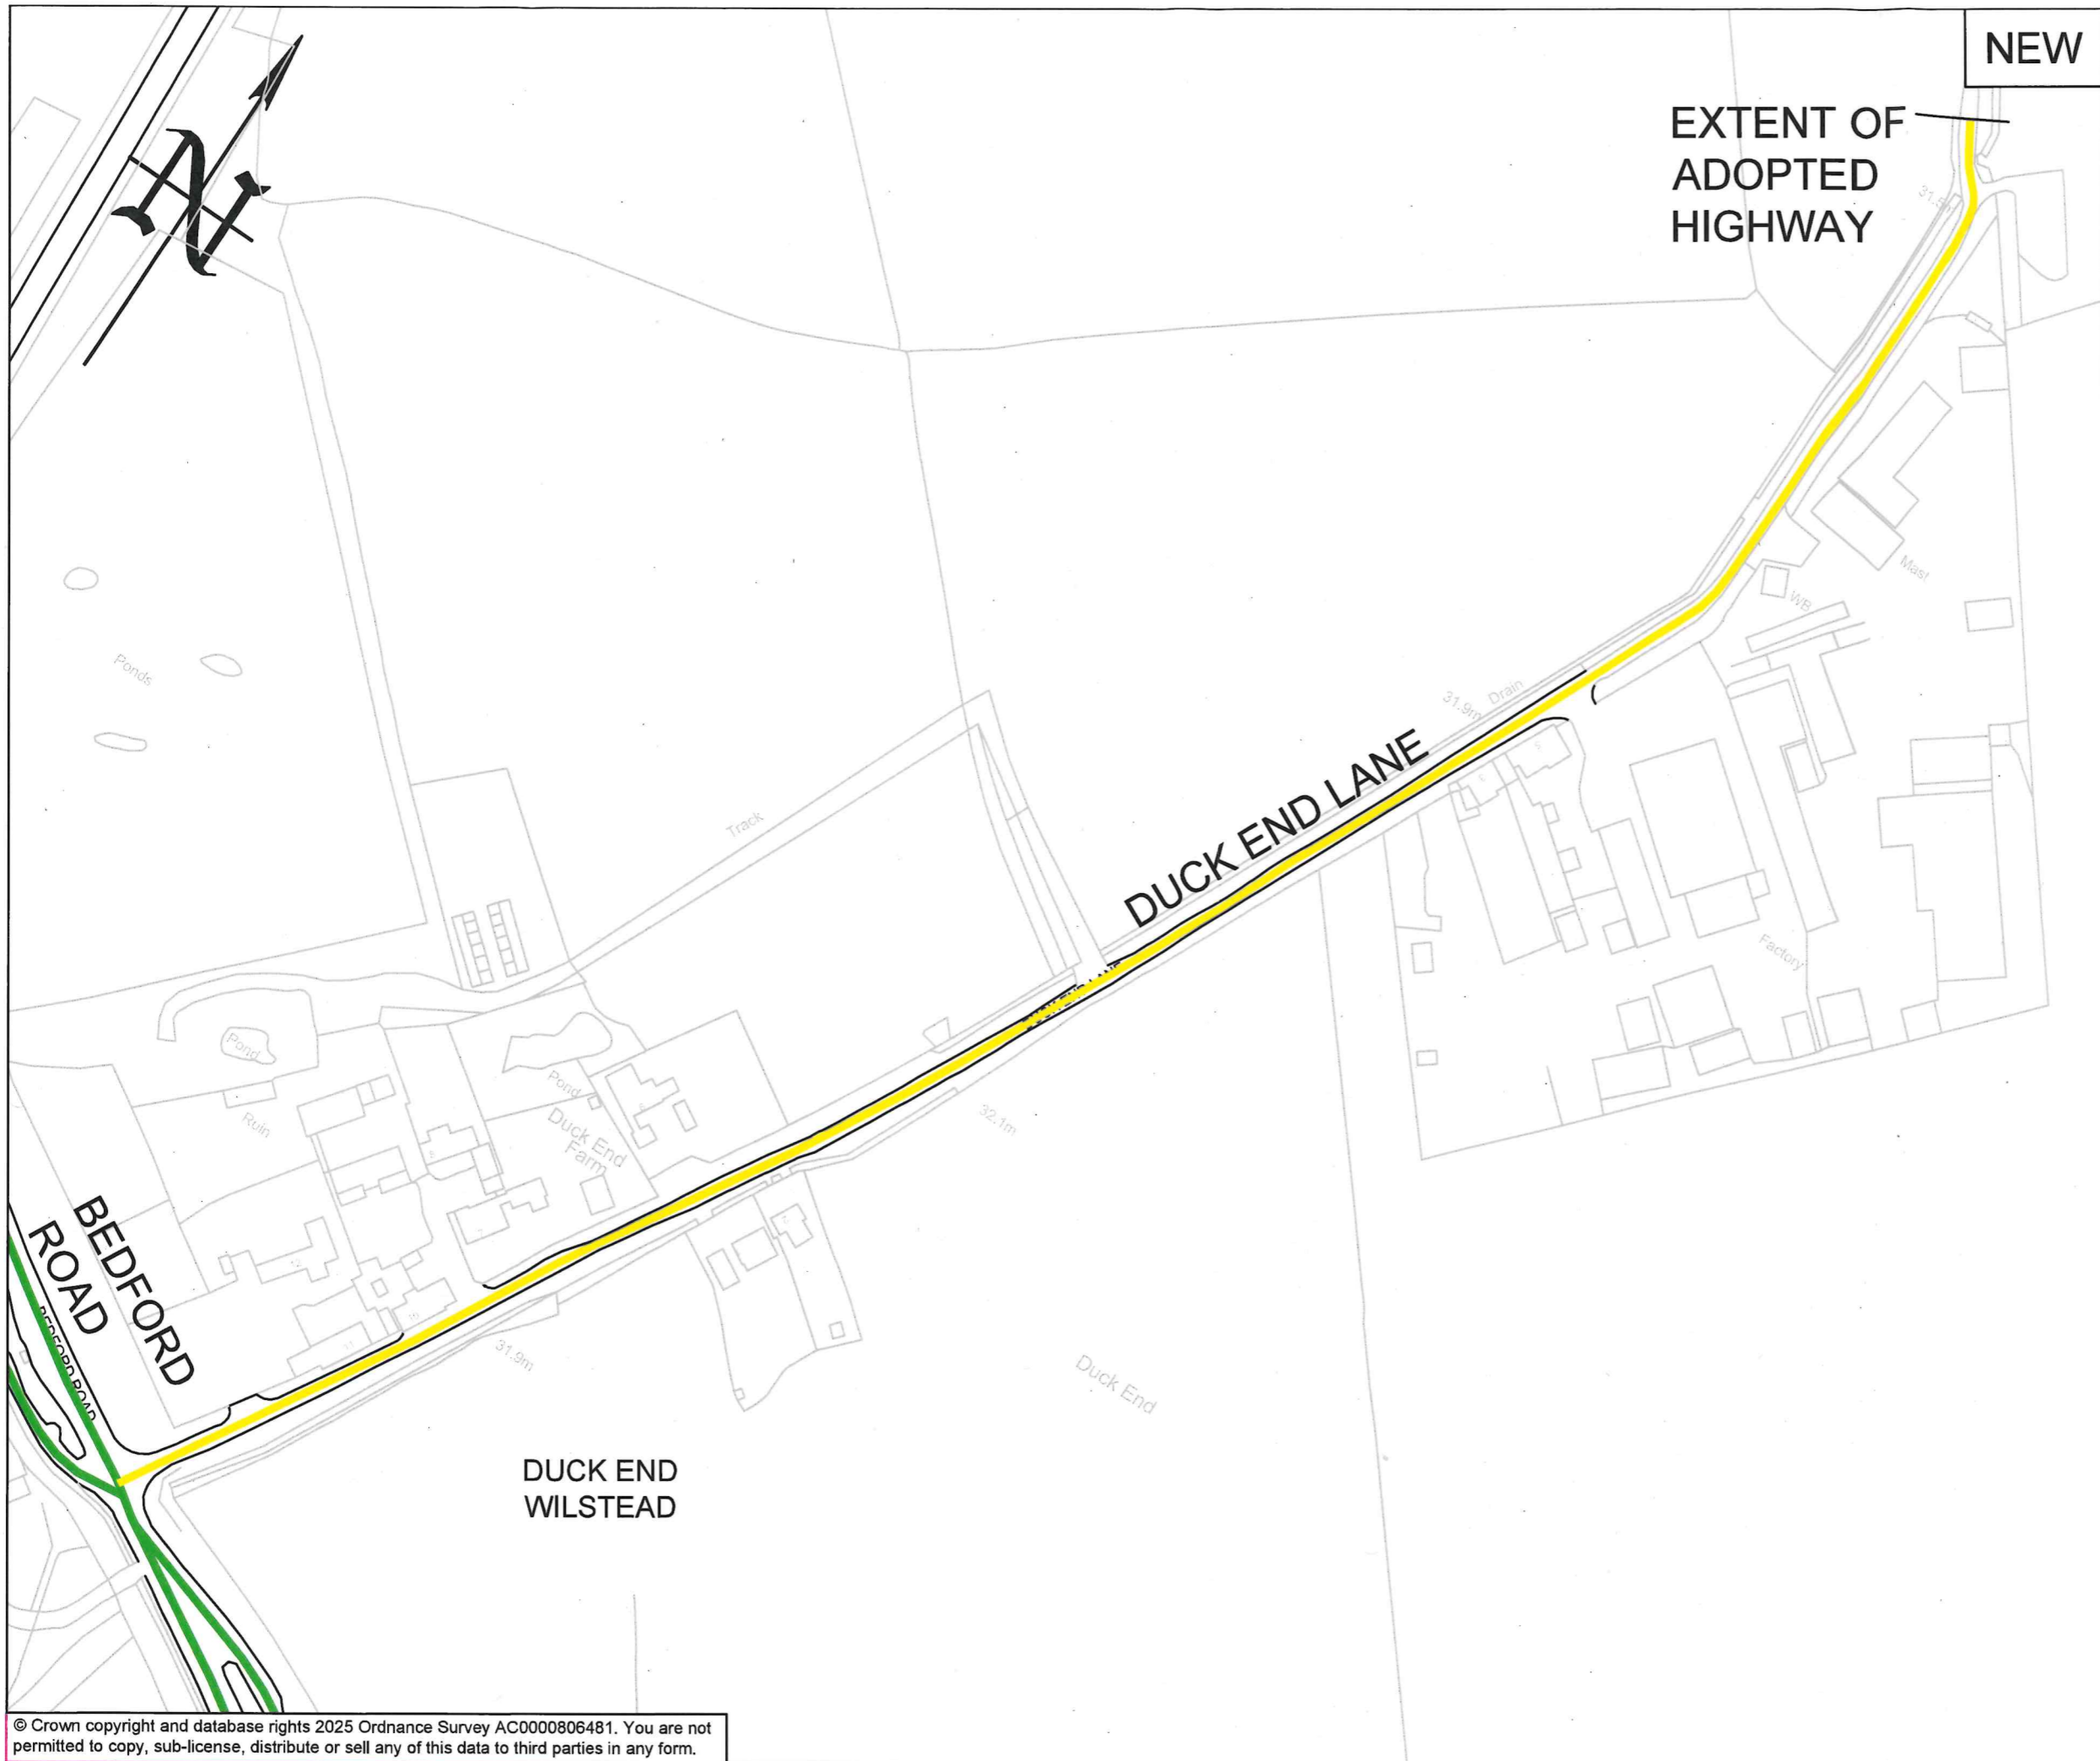 NEW
EXTENT OF
ADOPTED
HIGHWAY
N
Mast
WB
Ponds
31.9m
Drain
DUCK END LANE
Track
Factory
Pond
Pond
Ruin
Duck End
Farm
32.1m
BEDFORD
ROAD
BEDFORD ROAD
31.9m
Duck End
DUCK END
WILSTEAD
© Crown copyright and database rights 2025 Ordnance Survey AC0000806481. You are not
permitted to copy, sub-license, distribute or sell any of this data to third parties in any form.